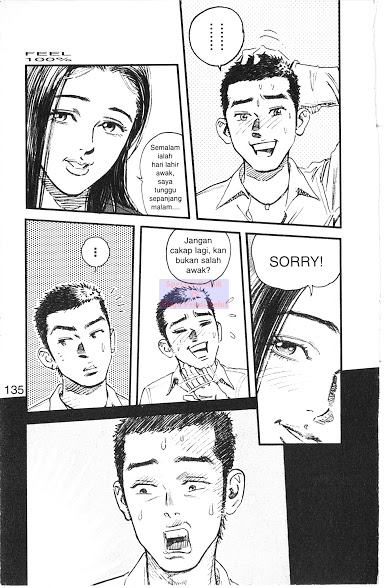 FEEL
100%
Semalam
ialah
hari lahir
awak,
saya
tunggu
sepanjang
malam....
SORRY!
Jangan
cakap lagi, kan
bukan salah
awak?
135